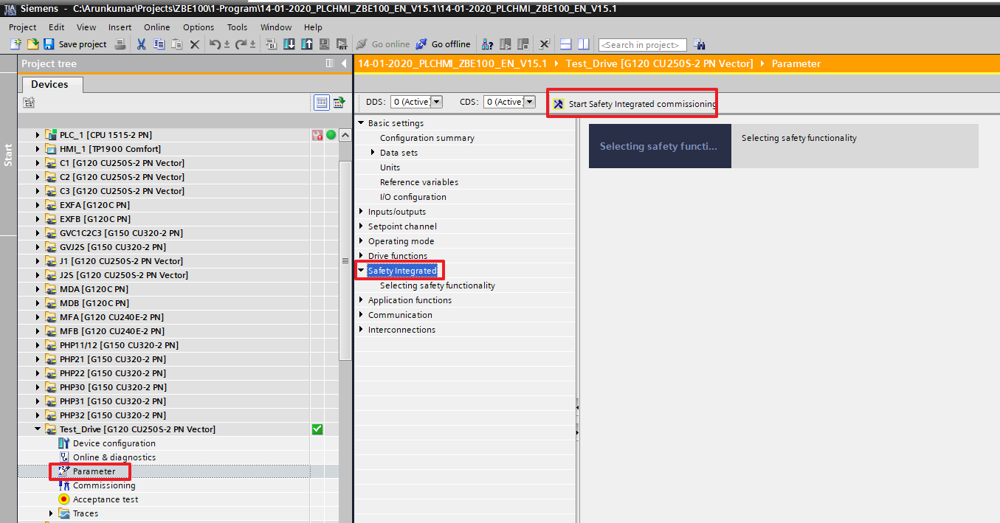 Siemens - C:\Arunkumar\Projects\ZBE100\1-Program\14-01-2020_PLCHMI_ZBE100_EN_V15.1\14-01-2020_PLCHMI_ZBE100_EN_V15.1
Project Edit View Insert Online Options Tools Window Help
Save project Go online Go offline <Search in project>
Project tree
Devices
Start
PLC_1 [CPU 1515-2 PN]
HMI_1 [TP1900 Comfort]
C1 [G120 CU250S-2 PN Vector]
C2 [G120 CU250S-2 PN Vector]
C3 [G120 CU250S-2 PN Vector]
EXFA [G120C PN]
EXFB [G120C PN]
GVC1C2C3 [G150 CU320-2 PN]
GVJ2S [G150 CU320-2 PN]
J1 [G120 CU250S-2 PN Vector]
J2S [G120 CU250S-2 PN Vector]
MDA [G120C PN]
MDB [G120C PN]
MFA [G120 CU240E-2 PN]
MFB [G120 CU240E-2 PN]
PHP11/12 [G150 CU320-2 PN]
PHP21 [G150 CU320-2 PN]
PHP22 [G150 CU320-2 PN]
PHP30 [G150 CU320-2 PN]
PHP31 [G150 CU320-2 PN]
PHP32 [G150 CU320-2 PN]
Test_Drive [G120 CU250S-2 PN Vector]
Device configuration
Online & diagnostics
Parameter
Commissioning
Acceptance test
Traces
14-01-2020_PLCHMI_ZBE100_EN_V15.1 Test_Drive [G120 CU250S-2 PN Vector] Parameter
DDS: 0 (Active) CDS: 0 (Active) Start Safety Integrated commissioning
Basic settings
Configuration summary
Data sets
Units
Reference variables
I/O configuration
Inputs/outputs
Setpoint channel
Operating mode
Drive functions
Safety Integrated
Selecting safety functionality
Application functions
Communication
Interconnections
Selecting safety functi...
Selecting safety functionality